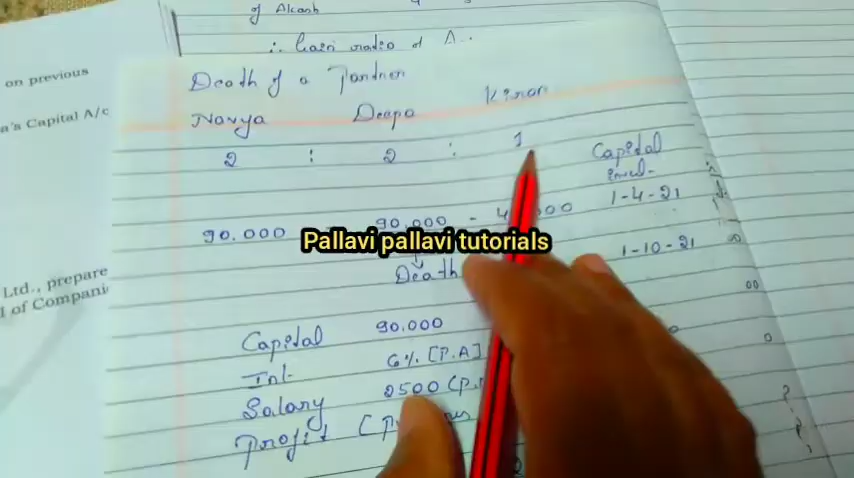 of Akash
∴ Gain ratio of A.
on previous
Death of a Partner
a's Capital A/c
Navya Deepa Kiran
2 : 2 : 1 Capital
90.000 - 90.000 - 4 000 1-4-21
Pallavi pallavi tutorials
Death 1-10-21
Ltd., prepare
l of Compani
Capital 90.000
Int. 6% [P.A]
Salary 2500 (p.
Profit